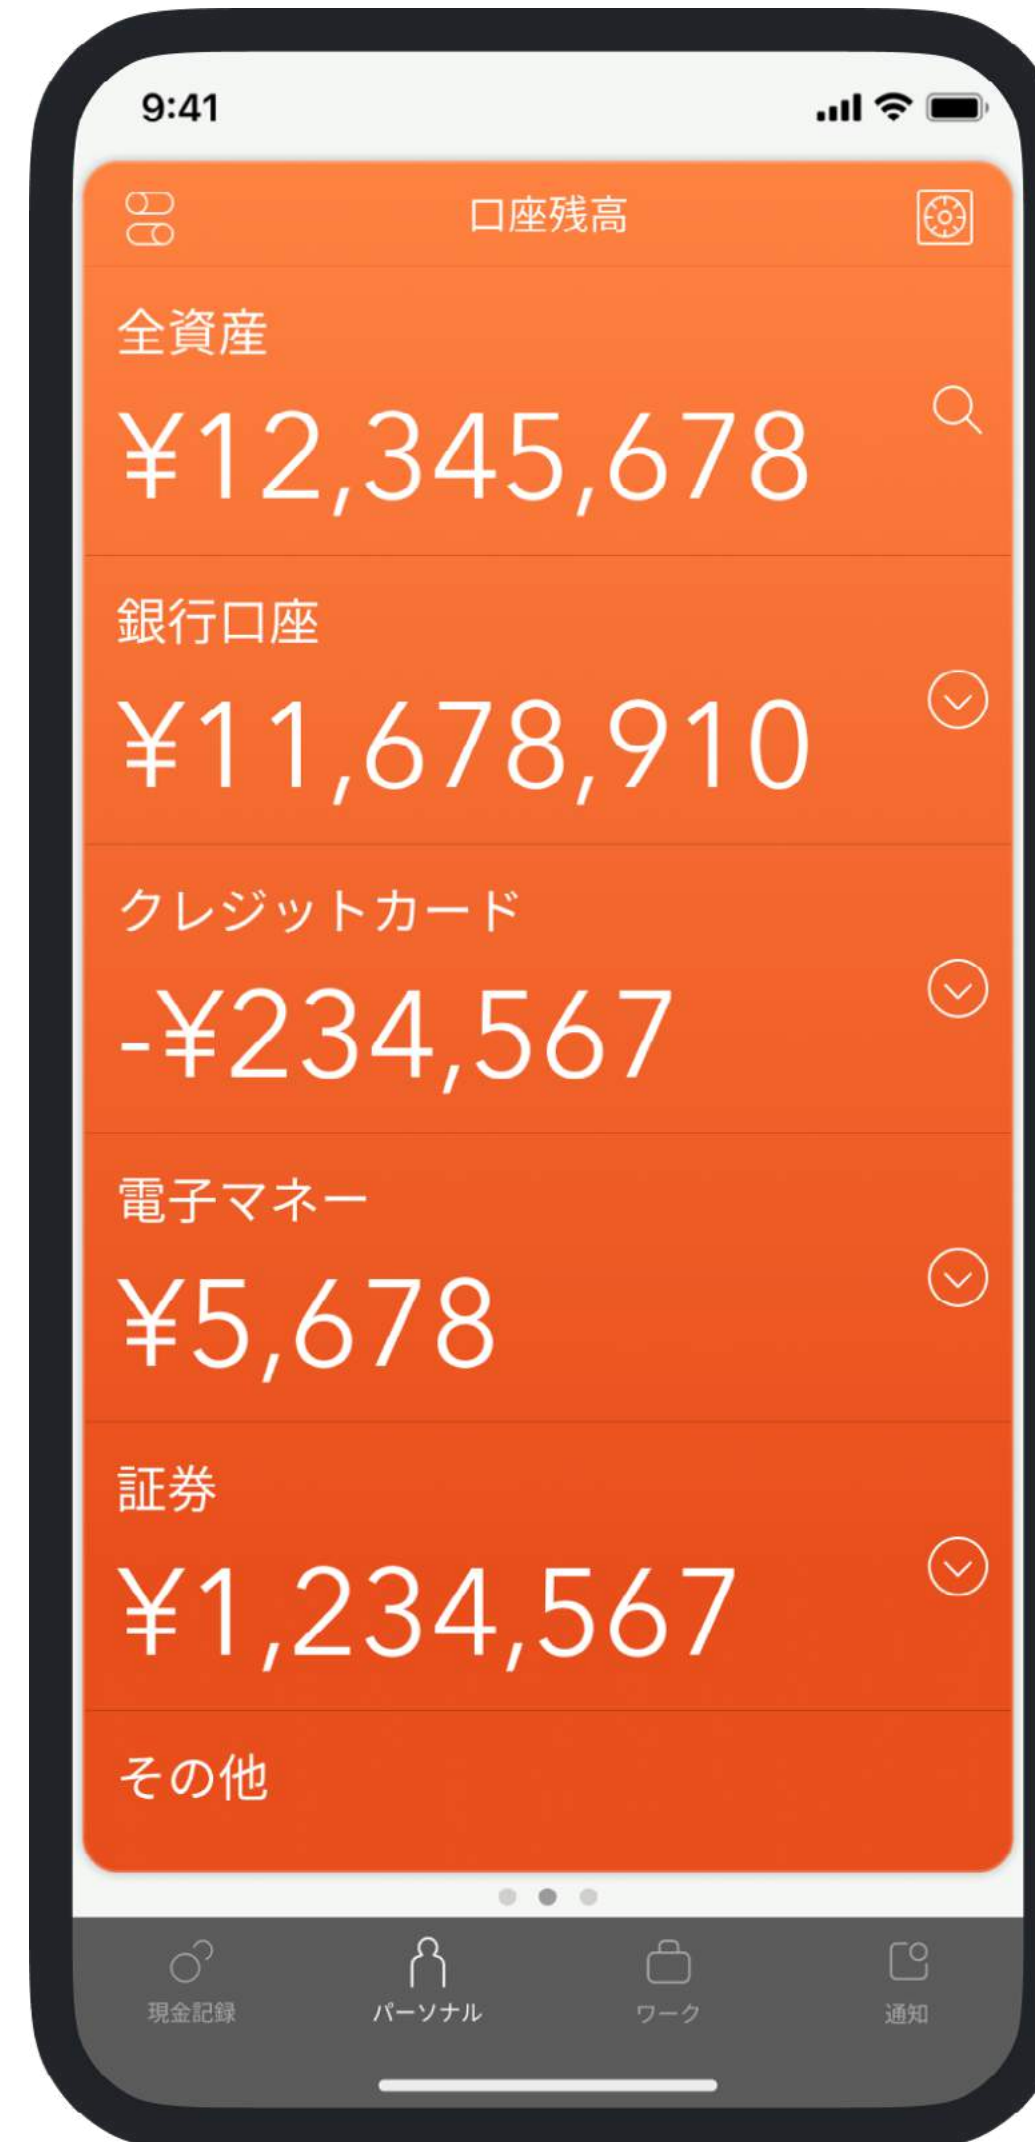 9:41
口座残高
全資産
¥12,345,678
銀行口座
¥11,678,910
クレジットカード
-¥234,567
電子マネー
¥5,678
証券
¥1,234,567
その他
現金記録
パーソナル
ワーク
通知